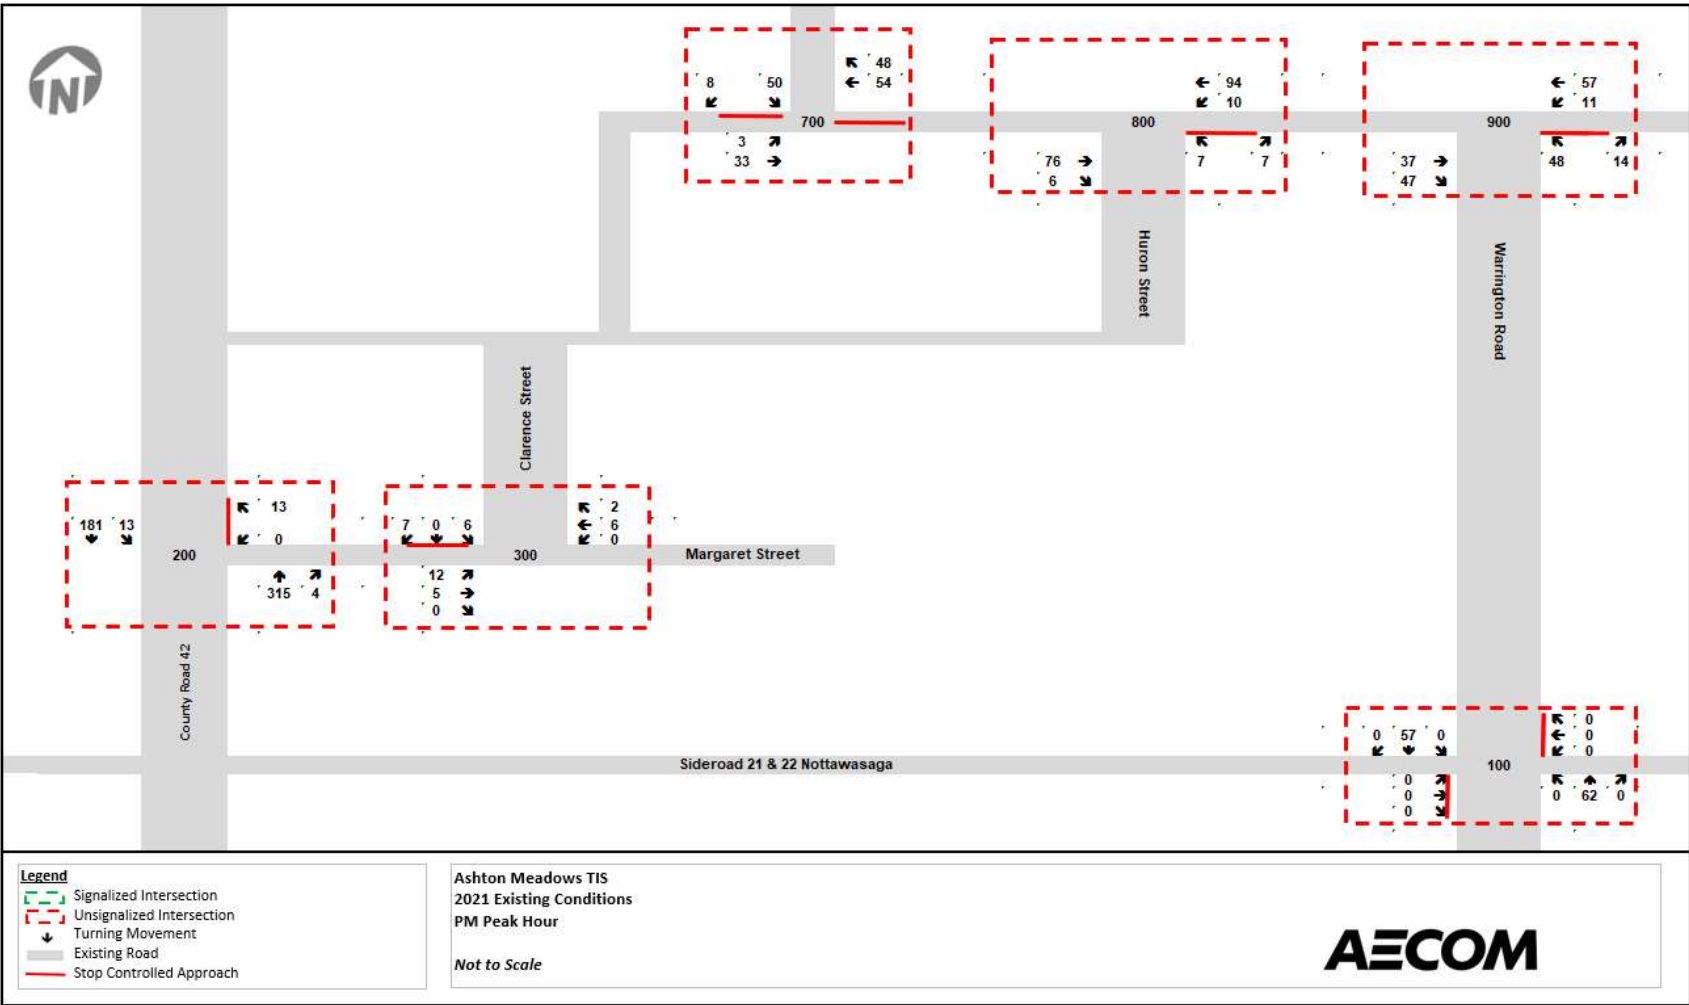 N
48
8 50
54
700
3
33
94
10
800
76
6
7 7
57
11
900
37
47
48 14
Huron Street
Warrington Road
Clarence Street
181 13
13
0
200
315 4
County Road 42
7 0 6
2
6
0
300
12
5
0
Margaret Street
Sideroad 21 & 22 Nottawasaga
0 57 0
0
0
0
100
0
0
0
0 62 0
Legend
Signalized Intersection
Unsignalized Intersection
Turning Movement
Existing Road
Stop Controlled Approach
Ashton Meadows TIS
2021 Existing Conditions
PM Peak Hour
Not to Scale
AECOM